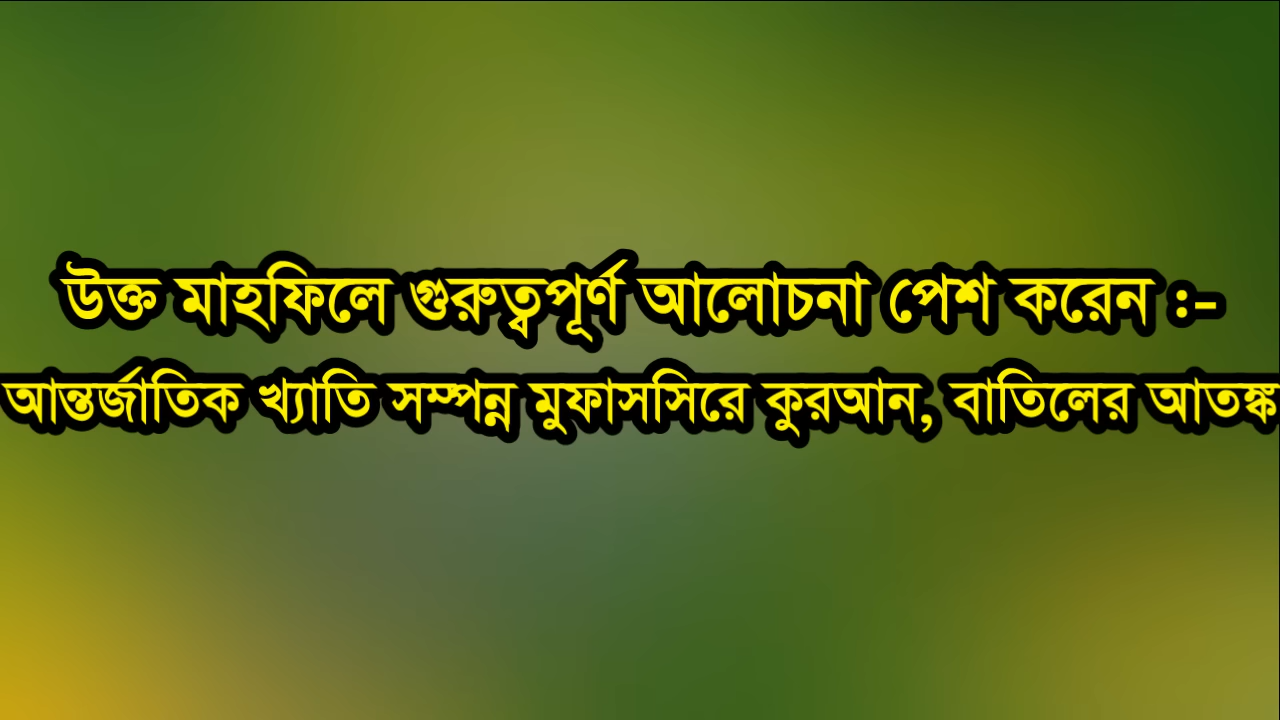 উক্ত মাহফিলে গুরুত্বপূর্ণ আলোচনা পেশ করেন :-
আন্তর্জাতিক খ্যাতি সম্পন্ন মুফাসসিরে কুরআন, বাতিলের আতঙ্ক